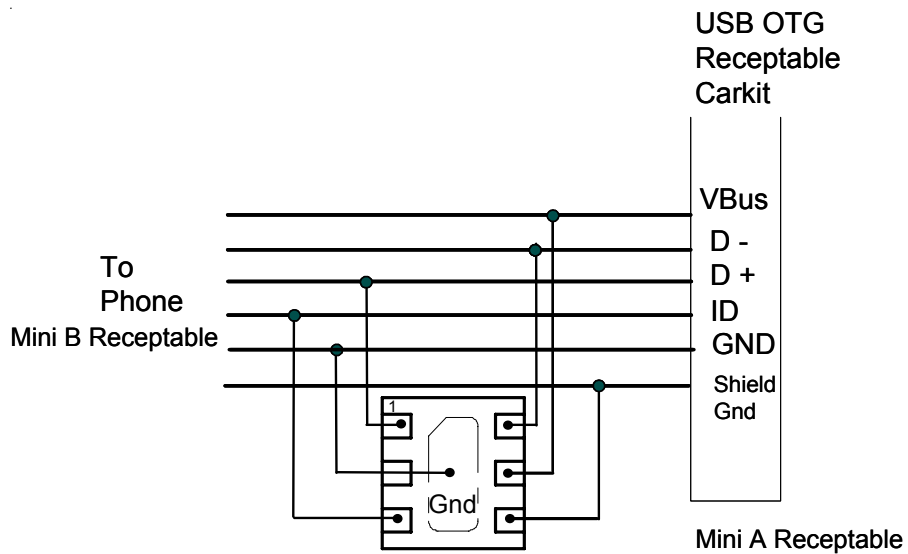 USB OTG
Receptable
Carkit
VBus
D -
D +
ID
GND
Shield
Gnd
To
Phone
Mini B Receptable
1
Gnd
Mini A Receptable